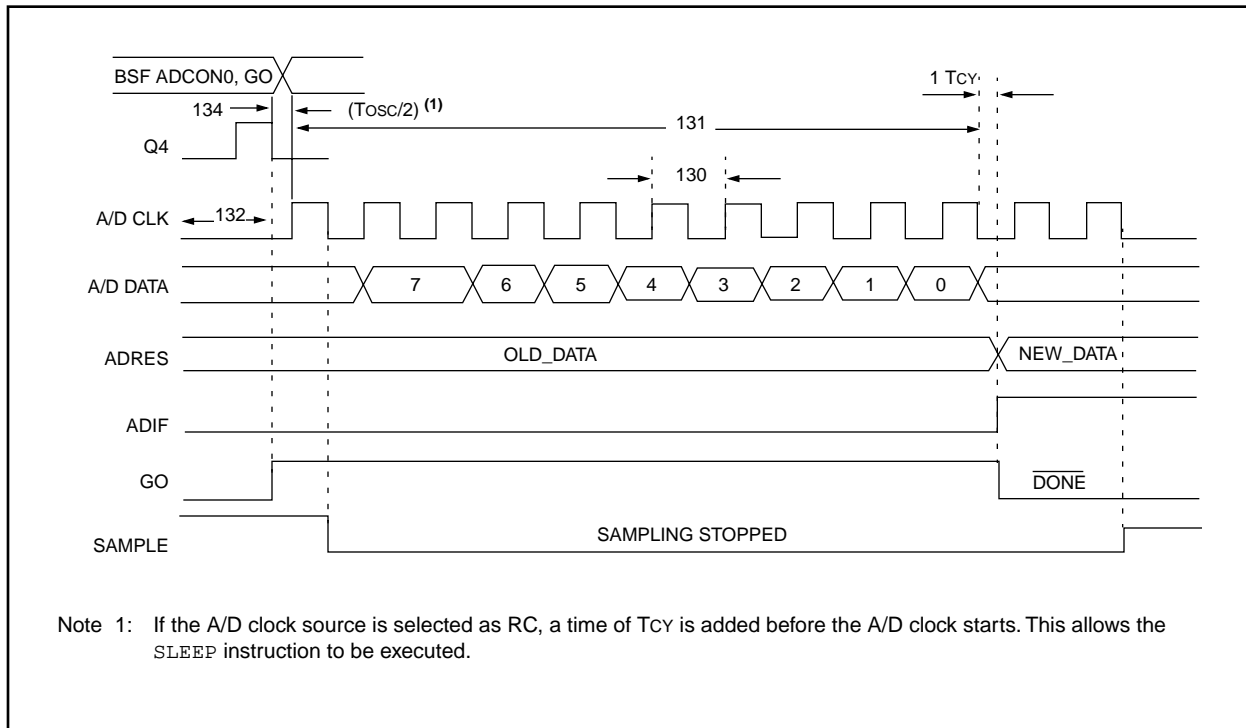 BSF ADCON0, GO
1 TCY
134
(TOSC/2) (1)
131
Q4
130
A/D CLK
132
A/D DATA
7
6
5
4
3
2
1
0
ADRES
OLD_DATA
NEW_DATA
ADIF
GO
DONE
SAMPLE
SAMPLING STOPPED
Note 1: If the A/D clock source is selected as RC, a time of TCY is added before the A/D clock starts. This allows the
SLEEP instruction to be executed.